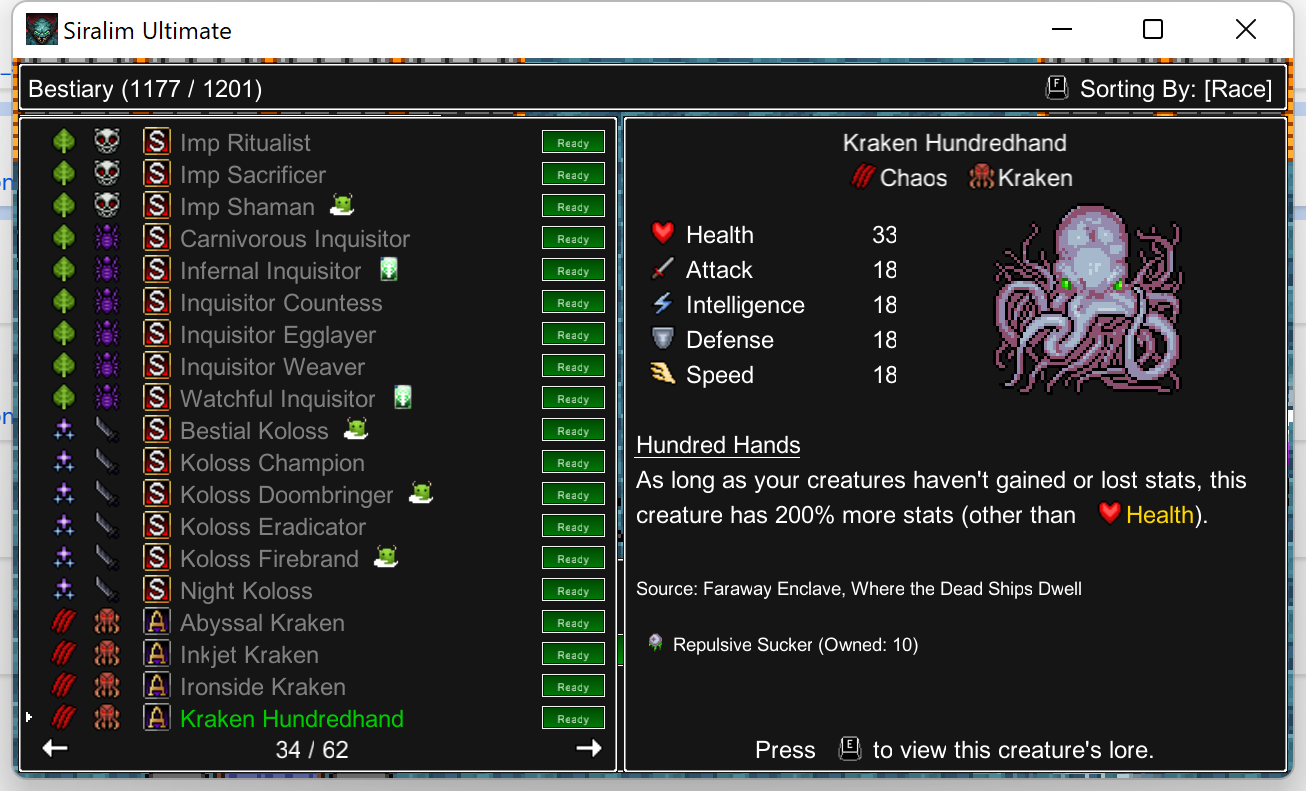 Siralim Ultimate
Bestiary (1177 / 1201)
F Sorting By: [Race]
S Imp Ritualist Ready
S Imp Sacrificer Ready
S Imp Shaman Ready
S Carnivorous Inquisitor Ready
S Infernal Inquisitor Ready
S Inquisitor Countess Ready
S Inquisitor Egglayer Ready
S Inquisitor Weaver Ready
S Watchful Inquisitor Ready
S Bestial Koloss Ready
S Koloss Champion Ready
S Koloss Doombringer Ready
S Koloss Eradicator Ready
S Koloss Firebrand Ready
S Night Koloss Ready
A Abyssal Kraken Ready
A Inkjet Kraken Ready
A Ironside Kraken Ready
A Kraken Hundredhand Ready
34 / 62
Kraken Hundredhand
Chaos Kraken
Health 33
Attack 18
Intelligence 18
Defense 18
Speed 18
Hundred Hands
As long as your creatures haven't gained or lost stats, this
creature has 200% more stats (other than Health).
Source: Faraway Enclave, Where the Dead Ships Dwell
Repulsive Sucker (Owned: 10)
Press E to view this creature's lore.